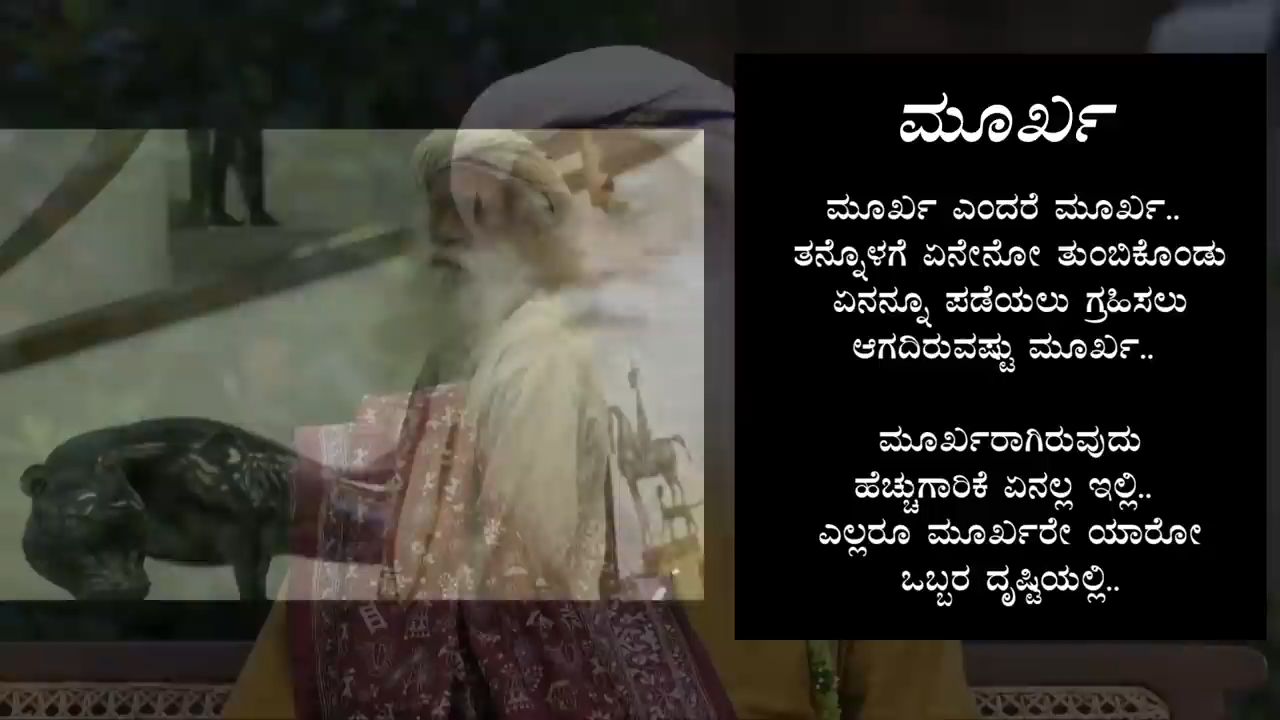 ಮೂರ್ಖ
ಮೂರ್ಖ ಎಂದರೆ ಮೂರ್ಖ..
ತನ್ನೊಳಗೆ ಏನೇನೋ ತುಂಬಿಕೊಂಡು
ಏನನ್ನೂ ಪಡೆಯಲು ಗ್ರಹಿಸಲು
ಆಗದಿರುವಷ್ಟು ಮೂರ್ಖ..
ಮೂರ್ಖರಾಗಿರುವುದು
ಹೆಚ್ಚುಗಾರಿಕೆ ಏನಲ್ಲ ಇಲ್ಲಿ..
ಎಲ್ಲರೂ ಮೂರ್ಖರೇ ಯಾರೋ
ಒಬ್ಬರ ದೃಷ್ಟಿಯಲ್ಲಿ..